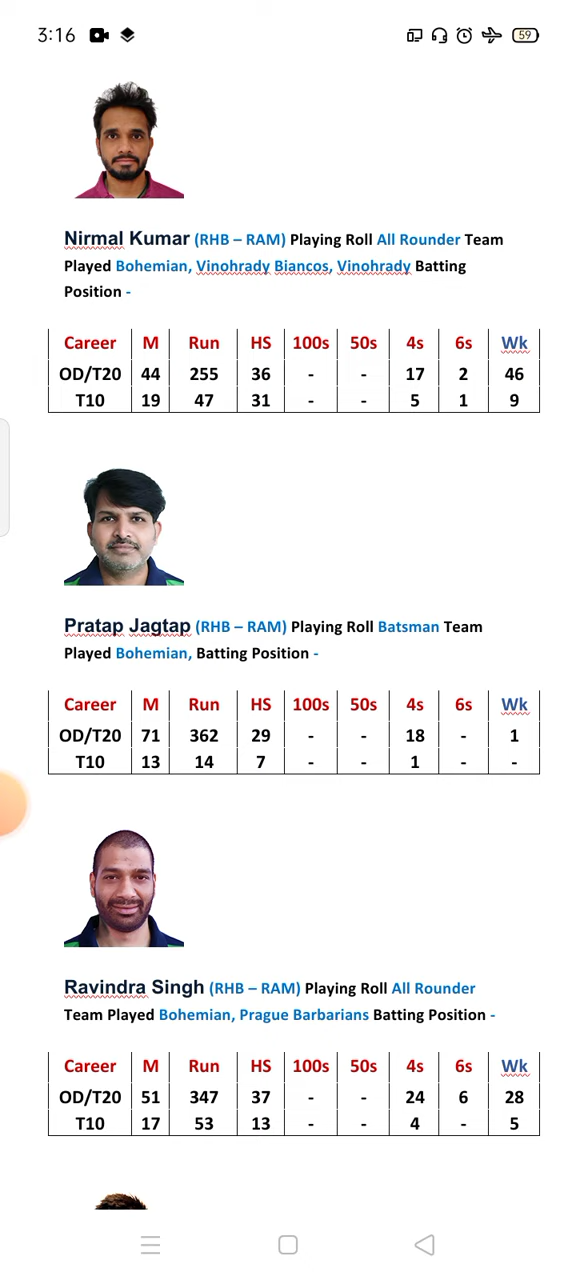 3:16 59
Nirmal Kumar (RHB – RAM) Playing Roll All Rounder Team
Played Bohemian, Vinohrady Biancos, Vinohrady Batting
Position -
Career M Run HS 100s 50s 4s 6s Wk
OD/T20 44 255 36 - - 17 2 46
T10 19 47 31 - - 5 1 9
Pratap Jagtap (RHB – RAM) Playing Roll Batsman Team
Played Bohemian, Batting Position -
Career M Run HS 100s 50s 4s 6s Wk
OD/T20 71 362 29 - - 18 - 1
T10 13 14 7 - - 1 - -
Ravindra Singh (RHB – RAM) Playing Roll All Rounder
Team Played Bohemian, Prague Barbarians Batting Position -
Career M Run HS 100s 50s 4s 6s Wk
OD/T20 51 347 37 - - 24 6 28
T10 17 53 13 - - 4 - 5